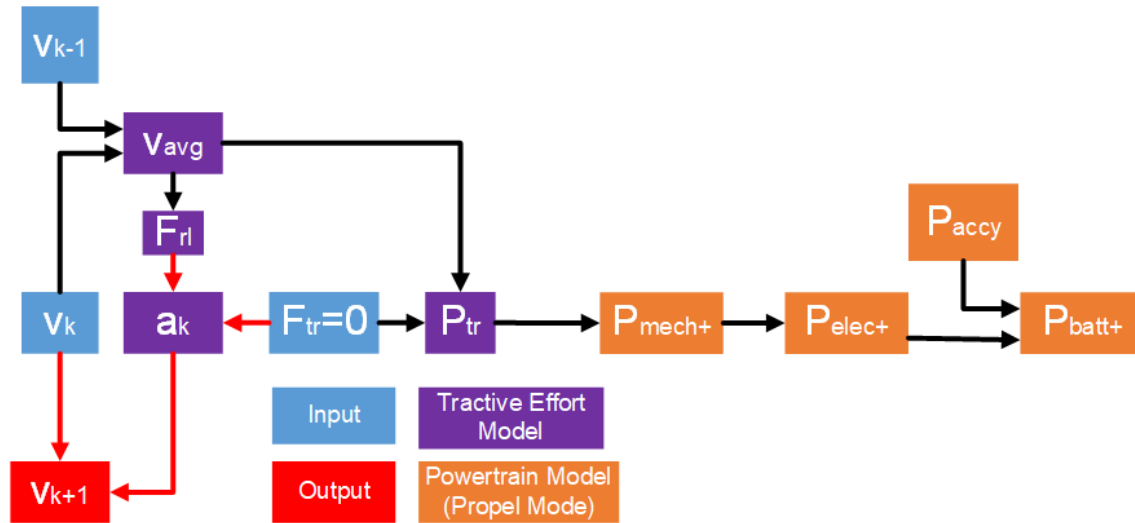 Vk-1
Vavg
Frl
Paccy
Vk
ak
Ftr=0
Ptr
Pmech+
Pelec+
Pbatt+
Input
Tractive Effort
Model
Vk+1
Output
Powertrain Model
(Propel Mode)